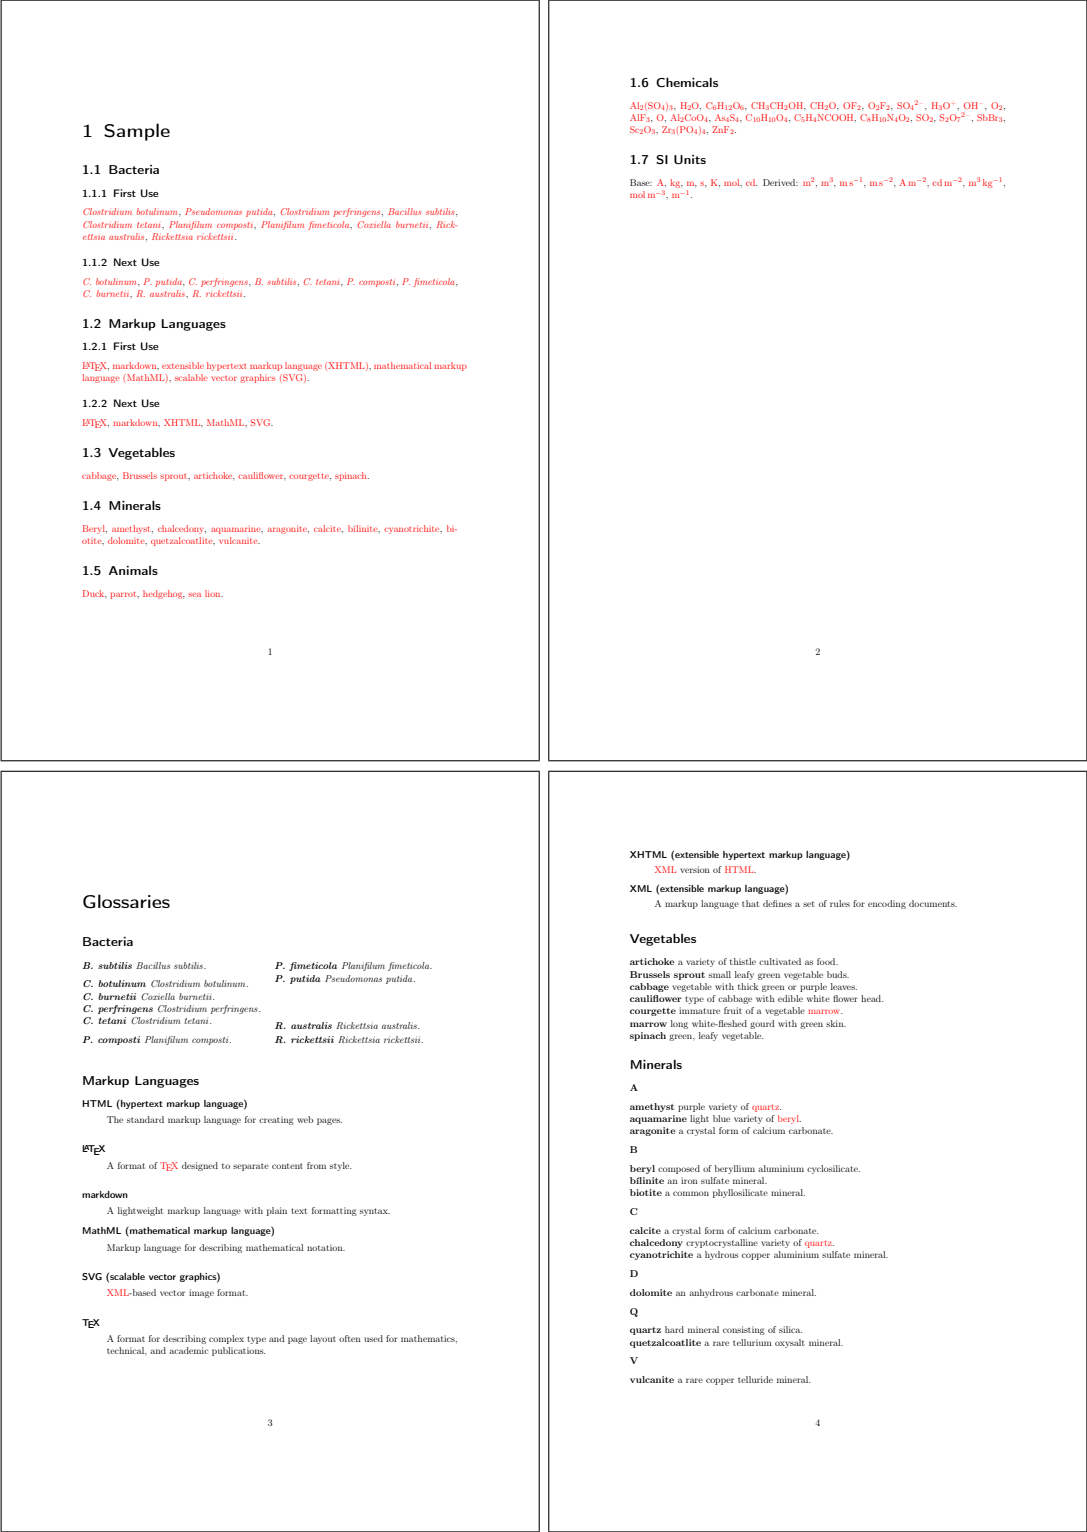 1 Sample
1.1 Bacteria
1.1.1 First Use
Clostridium botulinum, Pseudomonas putida, Clostridium perfringens, Bacillus subtilis,
Clostridium tetani, Planifilum composti, Planifilum fimeticola, Coxiella burnetii, Rick-
ettsia australis, Rickettsia rickettsii.
1.1.2 Next Use
C. botulinum, P. putida, C. perfringens, B. subtilis, C. tetani, P. composti, P. fimeticola,
C. burnetii, R. australis, R. rickettsii.
1.2 Markup Languages
1.2.1 First Use
LATEX, markdown, extensible hypertext markup language (XHTML), mathematical markup
language (MathML), scalable vector graphics (SVG).
1.2.2 Next Use
LATEX, markdown, XHTML, MathML, SVG.
1.3 Vegetables
cabbage, Brussels sprout, artichoke, cauliflower, courgette, spinach.
1.4 Minerals
Beryl, amethyst, chalcedony, aquamarine, aragonite, calcite, bílinite, cyanotrichite, bi-
otite, dolomite, quetzalcoatlite, vulcanite.
1.5 Animals
Duck, parrot, hedgehog, sea lion.
1
1.6 Chemicals
Al₂(SO₄)₃, H₂O, C₆H₁₂O₆, CH₃CH₂OH, CH₂O, OF₂, O₂F₂, SO₄²⁻, H₃O⁺, OH⁻, O₂,
AlF₃, O, Al₂CoO₄, As₄S₄, C₁₀H₁₀O₄, C₅H₄NCOOH, C₈H₁₀N₄O₂, SO₂, S₂O₇²⁻, SbBr₃,
Sc₂O₃, Zr₃(PO₄)₄, ZnF₂.
1.7 SI Units
Base: A, kg, m, s, K, mol, cd. Derived: m², m³, m s⁻¹, m s⁻², A m⁻², cd m⁻², m³ kg⁻¹,
mol m⁻³, m⁻¹.
2
Glossaries
Bacteria
B. subtilis Bacillus subtilis.
C. botulinum Clostridium botulinum.
C. burnetii Coxiella burnetii.
C. perfringens Clostridium perfringens.
C. tetani Clostridium tetani.
P. composti Planifilum composti.
P. fimeticola Planifilum fimeticola.
P. putida Pseudomonas putida.
R. australis Rickettsia australis.
R. rickettsii Rickettsia rickettsii.
Markup Languages
HTML (hypertext markup language)
The standard markup language for creating web pages.
LATEX
A format of TEX designed to separate content from style.
markdown
A lightweight markup language with plain text formatting syntax.
MathML (mathematical markup language)
Markup language for describing mathematical notation.
SVG (scalable vector graphics)
XML-based vector image format.
TEX
A format for describing complex type and page layout often used for mathematics,
technical, and academic publications.
3
XHTML (extensible hypertext markup language)
XML version of HTML.
XML (extensible markup language)
A markup language that defines a set of rules for encoding documents.
Vegetables
artichoke a variety of thistle cultivated as food.
Brussels sprout small leafy green vegetable buds.
cabbage vegetable with thick green or purple leaves.
cauliflower type of cabbage with edible white flower head.
courgette immature fruit of a vegetable marrow.
marrow long white-fleshed gourd with green skin.
spinach green, leafy vegetable.
Minerals
A
amethyst purple variety of quartz.
aquamarine light blue variety of beryl.
aragonite a crystal form of calcium carbonate.
B
beryl composed of beryllium aluminium cyclosilicate.
bílinite an iron sulfate mineral.
biotite a common phyllosilicate mineral.
C
calcite a crystal form of calcium carbonate.
chalcedony cryptocrystalline variety of quartz.
cyanotrichite a hydrous copper aluminium sulfate mineral.
D
dolomite an anhydrous carbonate mineral.
Q
quartz hard mineral consisting of silica.
quetzalcoatlite a rare tellurium oxysalt mineral.
V
vulcanite a rare copper telluride mineral.
4